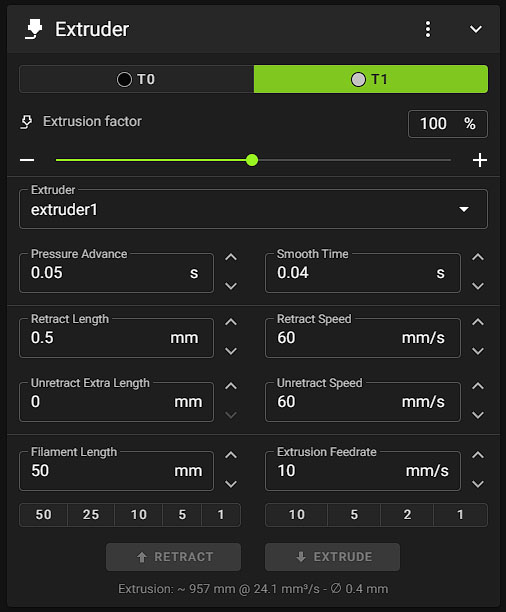 Extruder
T0 T1
Extrusion factor 100 %
Extruder
extruder1
Pressure Advance Smooth Time
0.05 s 0.04 s
Retract Length Retract Speed
0.5 mm 60 mm/s
Unretract Extra Length Unretract Speed
0 mm 60 mm/s
Filament Length Extrusion Feedrate
50 mm 10 mm/s
50 25 10 5 1 10 5 2 1
RETRACT EXTRUDE
Extrusion: ~ 957 mm @ 24.1 mm³/s - ∅ 0.4 mm